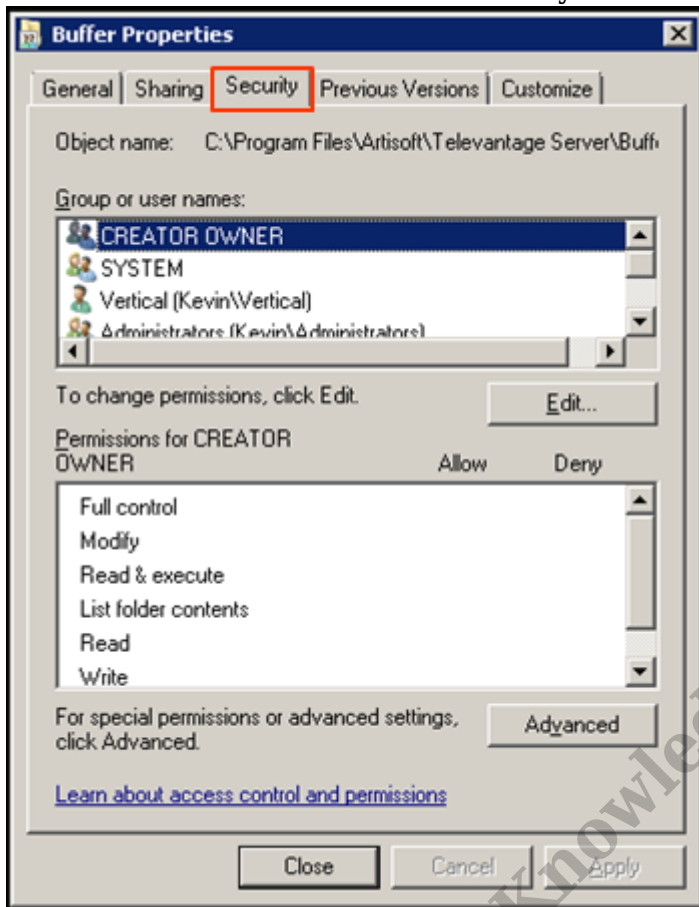 Buffer Properties
General Sharing Security Previous Versions Customize
Object name: C:\Program Files\Artisoft\Televantage Server\Buff
Group or user names:
CREATOR OWNER
SYSTEM
Vertical (Kevin\Vertical)
Administrators (Kevin\Administrators)
To change permissions, click Edit.
Edit...
Permissions for CREATOR
OWNER Allow Deny
Full control
Modify
Read & execute
List folder contents
Read
Write
For special permissions or advanced settings,
click Advanced.
Advanced
Learn about access control and permissions
Close Cancel Apply